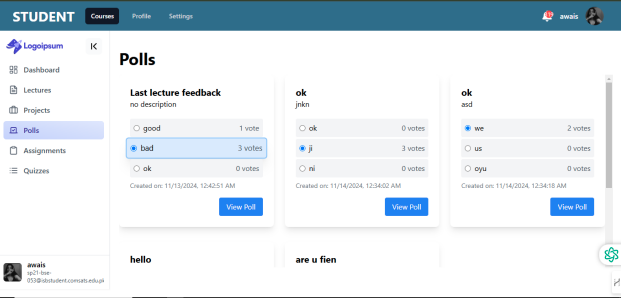 STUDENT Courses Profile Settings awais
Logoipsum
Dashboard
Lectures
Projects
Polls
Assignments
Quizzes
awais
sp21-bse-
053@isbstudent.comsats.edu.pk
Polls
Last lecture feedback
no description
good 1 vote
bad 3 votes
ok 0 votes
Created on: 11/13/2024, 12:42:51 AM
View Poll
ok
jnkn
ok 0 votes
ji 3 votes
ni 0 votes
Created on: 11/14/2024, 12:34:02 AM
View Poll
ok
asd
we 2 votes
us 0 votes
oyu 0 votes
Created on: 11/14/2024, 12:34:18 AM
View Poll
hello
are u fien